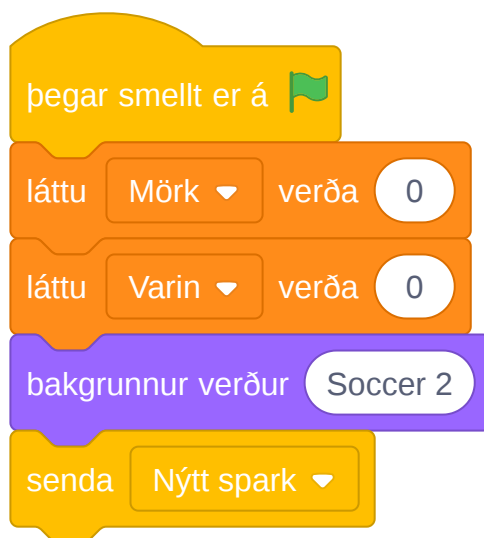 þegar smellt er á
láttu Mörk verða 0
láttu Varin verða 0
bakgrunnur verður Soccer 2
senda Nýtt spark